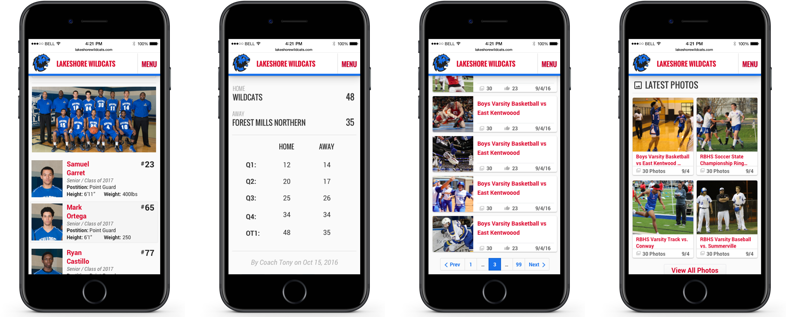 BELL 4:21 PM 100%
lakeshorewildcats.com
LAKESHORE WILDCATS MENU
Samuel Garret #23
Senior / Class of 2017
Postition: Point Guard
Height: 6'11" Weight: 400lbs
Mark Ortega #65
Senior / Class of 2017
Postition: Point Guard
Height: 6'1" Weight: 250
Ryan Castillo #77
BELL 4:21 PM 100%
lakeshorewildcats.com
LAKESHORE WILDCATS MENU
HOME
WILDCATS 48
AWAY
FOREST MILLS NORTHERN 35
HOME AWAY
Q1: 12 14
Q2: 20 17
Q3: 25 26
Q4: 34 34
OT1: 48 35
By Coach Tony on Oct 15, 2016
BELL 4:21 PM 100%
lakeshorewildcats.com
LAKESHORE WILDCATS MENU
30 23 9/4/16
Boys Varsity Basketball vs
East Kentwoood
30 23 9/4/16
Boys Varsity Basketball vs
East Kentwoood
30 23 9/4/16
Boys Varsity Basketball vs
East Kentwoood
30 23 9/4/16
Boys Varsity Basketball vs
East Kentwoood
30 23 9/4/16
< Prev 1 ... 3 ... 99 Next >
BELL 4:21 PM 100%
lakeshorewildcats.com
LAKESHORE WILDCATS MENU
LATEST PHOTOS
Boys Varsity Basketball
vs East Kentwood ...
30 Photos 9/4
RBHS Soccer State
Championship Ring...
30 Photos 9/4
RBHS Varsity Track vs.
Conway
30 Photos 9/4
RBHS Varsity Baseball
vs. Summerville
30 Photos 9/4
View All Photos